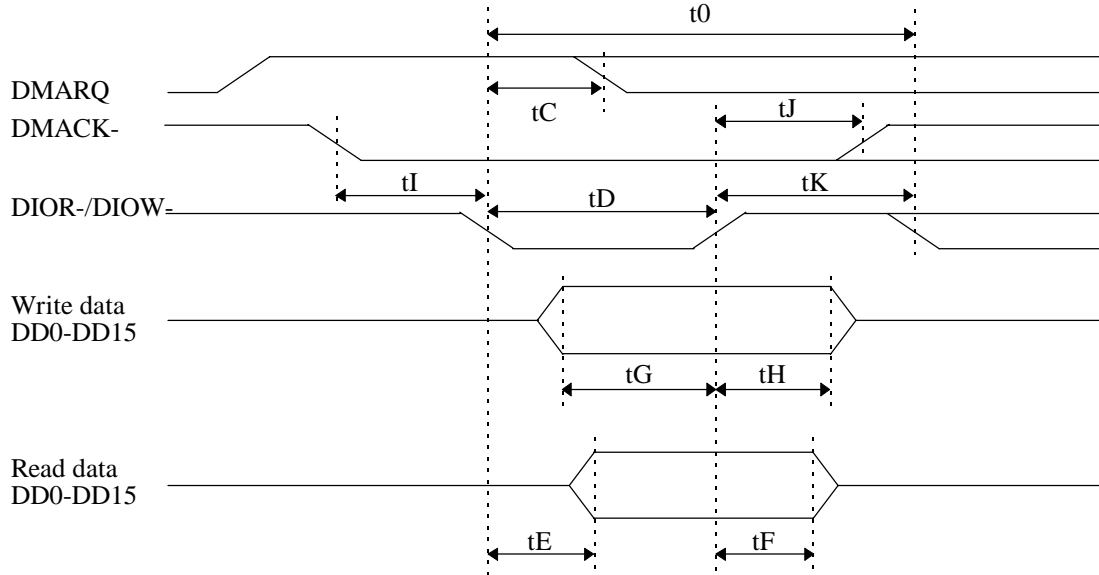 t0
DMARQ
tC
tJ
DMACK-
tI
tK
tD
DIOR-/DIOW-
Write data
DD0-DD15
tG
tH
Read data
DD0-DD15
tE
tF